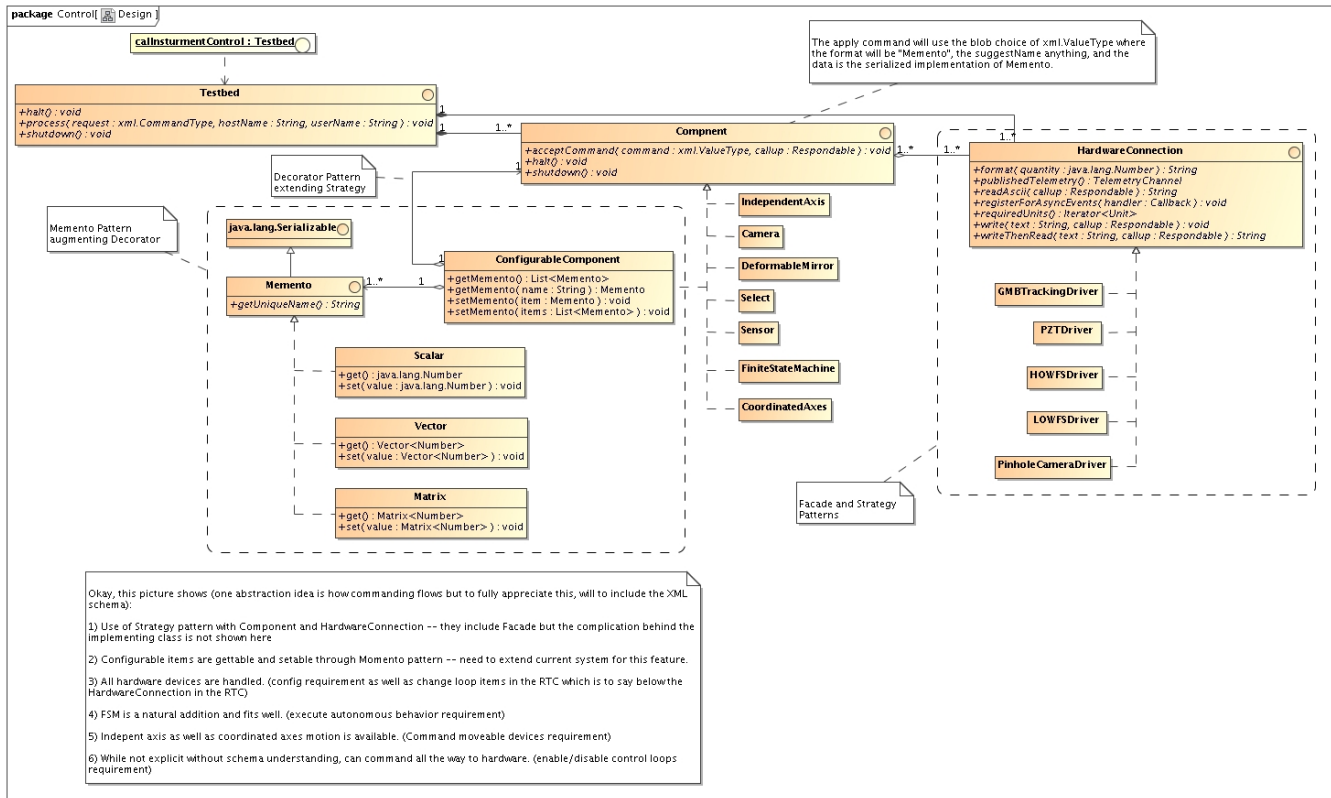 package Control[ Design ]
callnsturmentControl : Testbed
The apply command will use the blob choice of xml.ValueType where
the format will be "Memento", the suggestName anything, and the
data is the serialized implementation of Memento.
Testbed
+halt() : void
+process( request : xml.CommandType, hostName : String, userName : String ) : void
+shutdown() : void
1
1
1..*
1..*
Compnent
+acceptCommand( command : xml.ValueType, callup : Respondable ) : void
+halt() : void
+shutdown() : void
1
1..*
1..*
HardwareConnection
+format( quantity : java.lang.Number ) : String
+publishedTelemetry() : TelemetryChannel
+readAscii( callup : Respondable ) : String
+registerForAsyncEvents( handler : Callback ) : void
+requiredUnits() : Iterator<Unit>
+write( text : String, callup : Respondable ) : void
+writeThenRead( text : String, callup : Respondable ) : String
Decorator Pattern
extending Strategy
Memento Pattern
augmenting Decorator
java.lang.Serializable
Memento
+getUniqueName() : String
1..*
1
1
ConfigurableComponent
+getMemento() : List<Memento>
+getMemento( name : String ) : Memento
+setMemento( item : Memento ) : void
+setMemento( items : List<Memento> ) : void
Scalar
+get() : java.lang.Number
+set( value : java.lang.Number ) : void
Vector
+get() : Vector<Number>
+set( value : Vector<Number> ) : void
Matrix
+get() : Matrix<Number>
+set( value : Matrix<Number> ) : void
IndependentAxis
Camera
DeformableMirror
Select
Sensor
FiniteStateMachine
CoordinatedAxes
GMBTrackingDriver
PZTDriver
HOWFSDriver
LOWFSDriver
PinholeCameraDriver
Facade and Strategy
Patterns
Okay, this picture shows (one abstraction idea is how commanding flows but to fully appreciate this, will to include the XML
schema):
1) Use of Strategy pattern with Component and HardwareConnection -- they include Facade but the complication behind the
implementing class is not shown here
2) Configurable items are gettable and setable through Momento pattern -- need to extend current system for this feature.
3) All hardware devices are handled. (config requirement as well as change loop items in the RTC which is to say below the
HardwareConnection in the RTC)
4) FSM is a natural addition and fits well. (execute autonomous behavior requirement)
5) Indepent axis as well as coordinated axes motion is available. (Command moveable devices requirement)
6) While not explicit without schema understanding, can command all the way to hardware. (enable/disable control loops
requirement)